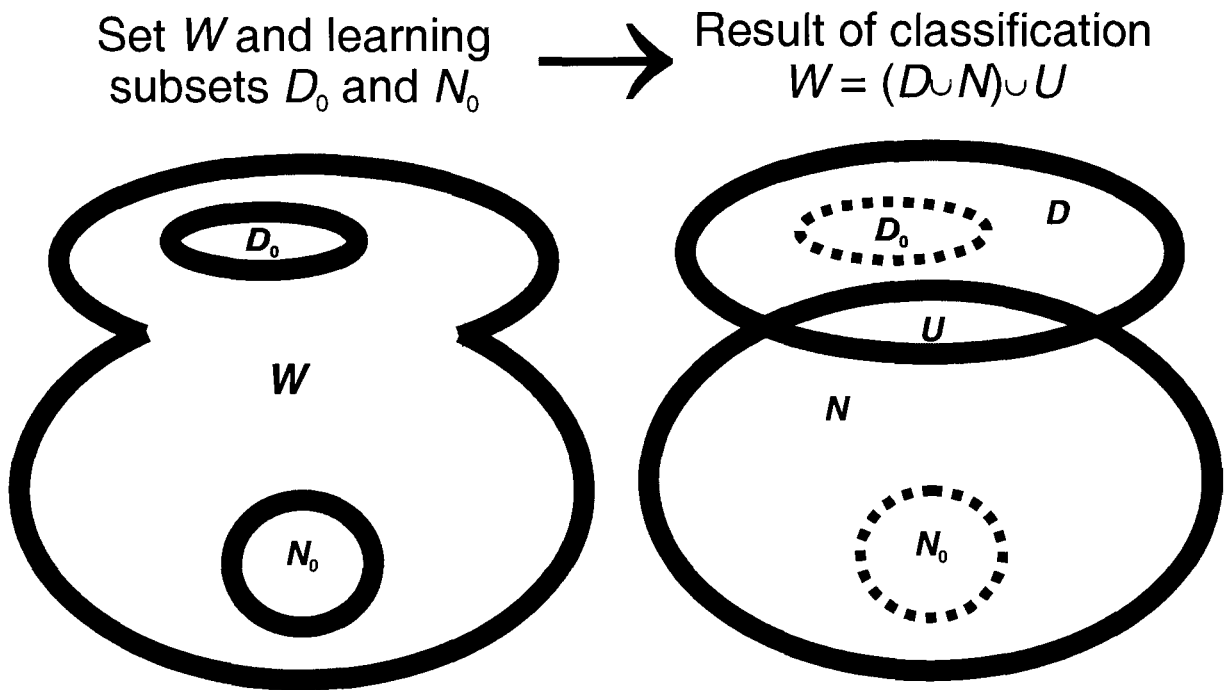 Set W and learning
subsets D₀ and N₀
Result of classification
W = (D∪N)∪U
D₀
W
N₀
D₀
D
U
N
N₀